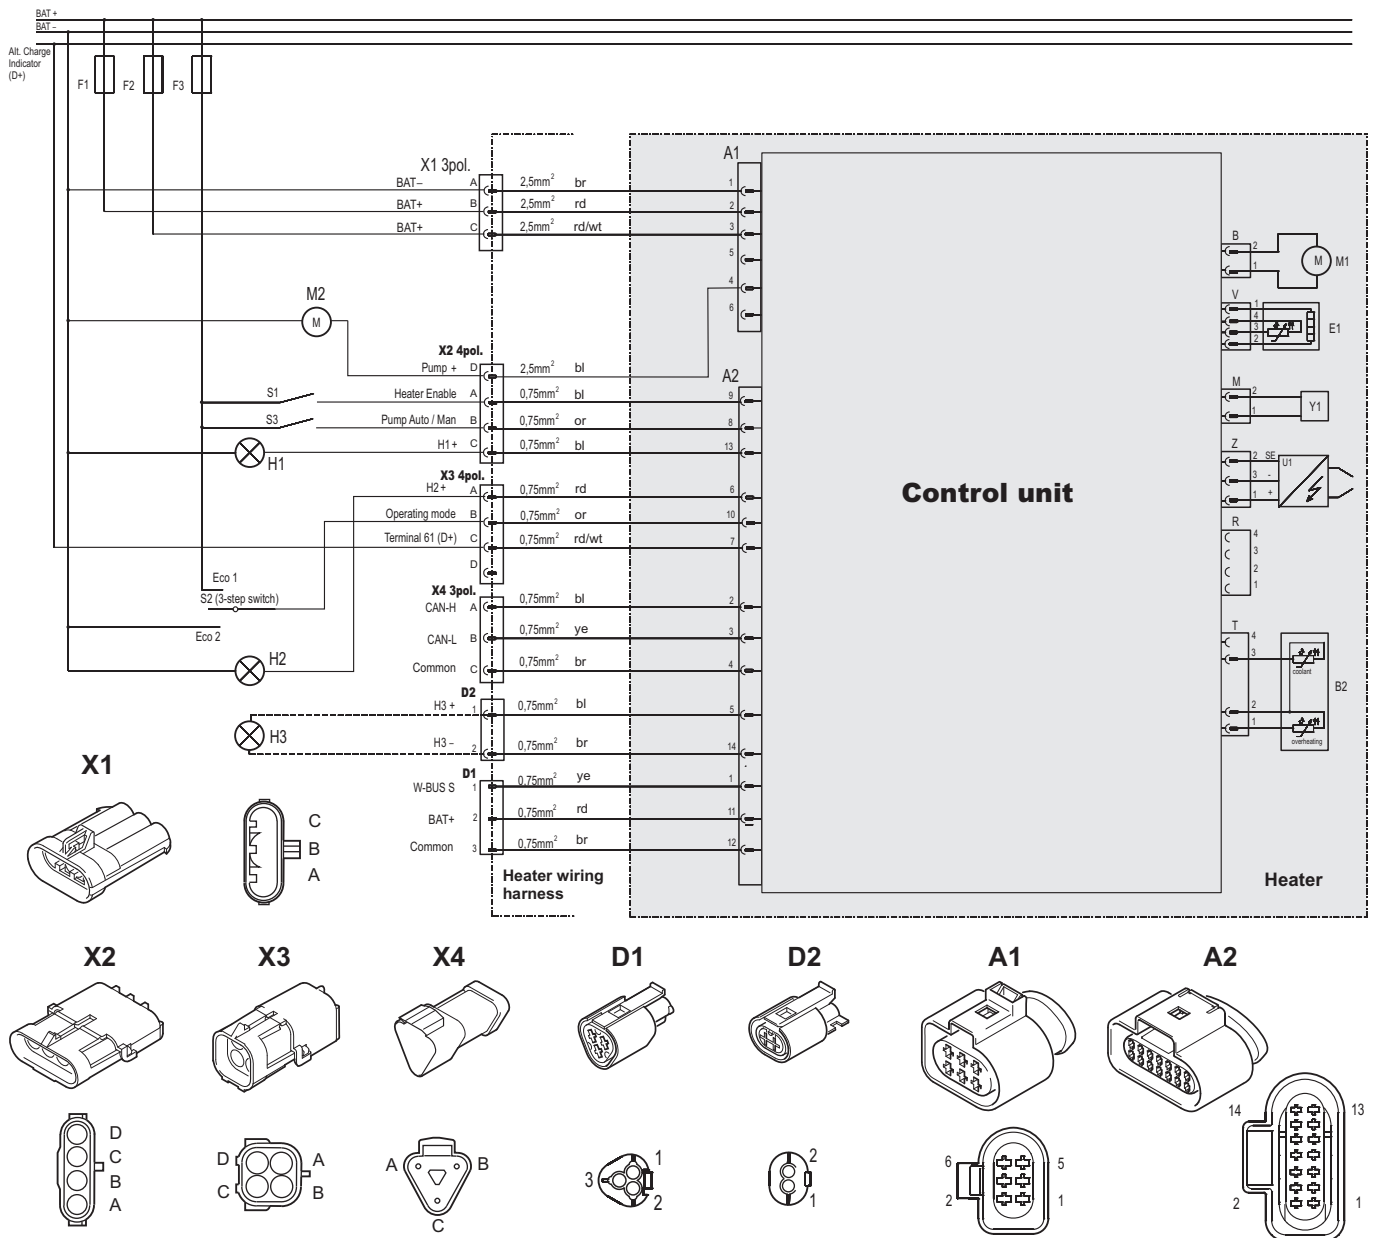 BAT +
BAT –
Alt. Charge
Indicator
(D+)
F1
F2
F3
X1 3pol.
A1
BAT– A 2,5mm² br 1
BAT+ B 2,5mm² rd 2
BAT+ C 2,5mm² rd/wt 3
5
4
6
M2
M
X2 4pol.
Pump + D 2,5mm² bl
A2
S1 Heater Enable A 0,75mm² bl 9
S3 Pump Auto / Man B 0,75mm² or 8
H1 + C 0,75mm² bl 13
H1
X3 4pol.
H2 + A 0,75mm² rd 6
Operating mode B 0,75mm² or 10
Terminal 61 (D+) C 0,75mm² rd/wt 7
D
Eco 1
S2 (3-step switch)
Eco 2
X4 3pol.
CAN-H A 0,75mm² bl 2
CAN-L B 0,75mm² ye 3
Common C 0,75mm² br 4
H2
D2
H3 + 1 0,75mm² bl 5
H3 – 2 0,75mm² br 14
H3
D1
W-BUS S 1 0,75mm² ye 1
BAT+ 2 0,75mm² rd 11
Common 3 0,75mm² br 12
Heater wiring
harness
Control unit
Heater
B
2
1
M M1
V
1
4
3
2
E1
M
2
1
Y1
Z
2 SE
3 -
1 +
U1
R
4
3
2
1
T
4
3
2
1
coolant
overheating
B2
X1
C
B
A
X2
X3
X4
D1
D2
A1
A2
D
C
B
A
D A
C B
A B
C
1
3
2
2
1
6 5
2 1
14 13
2 1